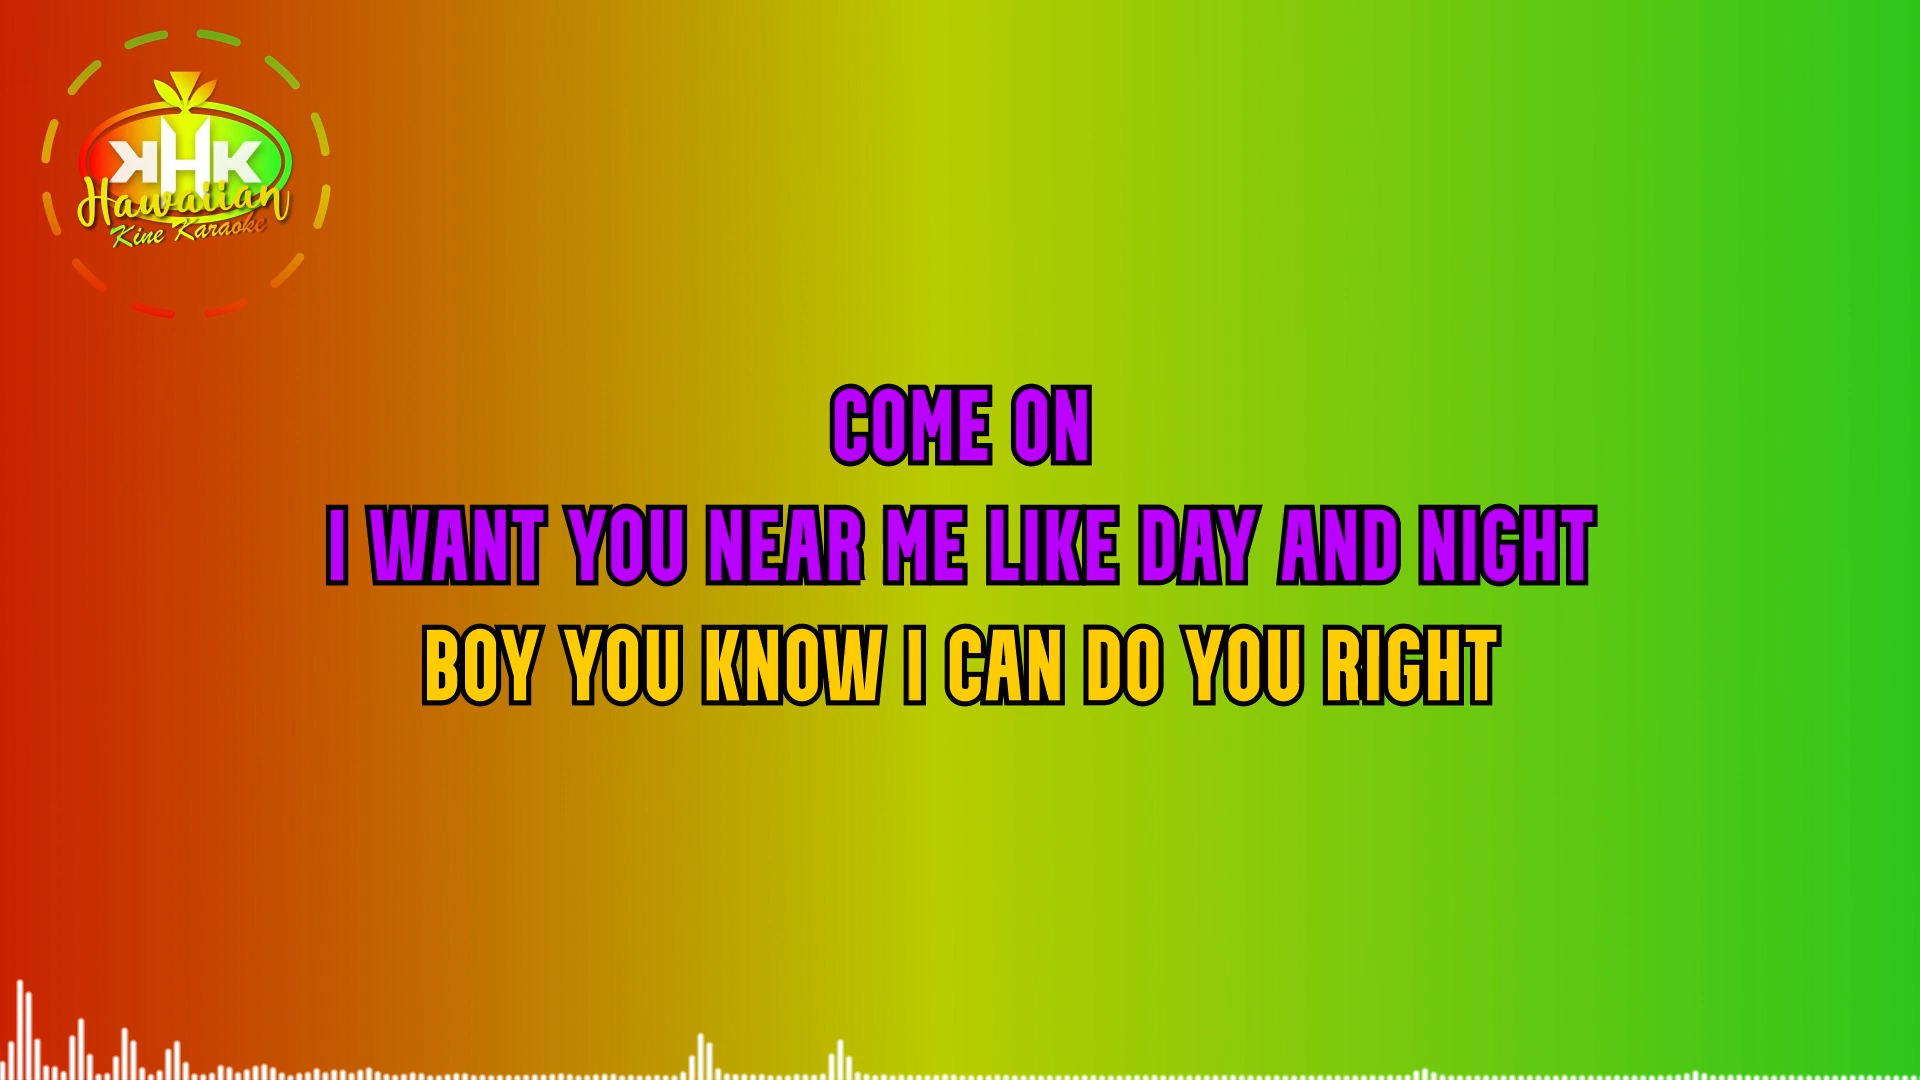 KHK
Hawaiian
Kine Karaoke
COME ON
I WANT YOU NEAR ME LIKE DAY AND NIGHT
BOY YOU KNOW I CAN DO YOU RIGHT